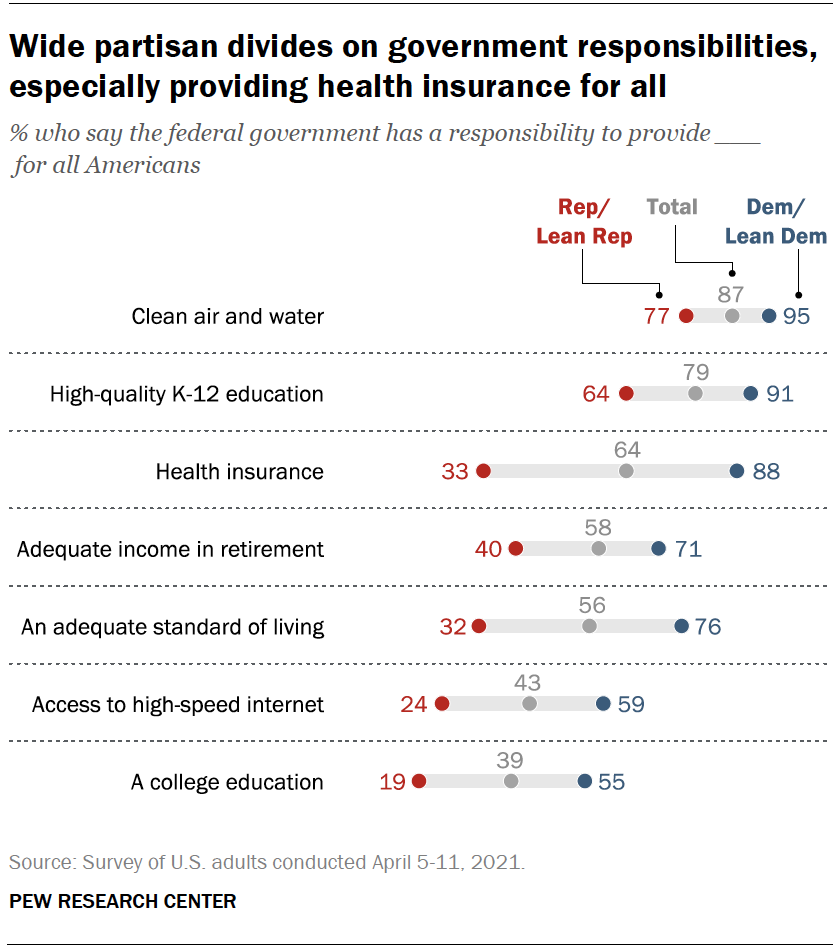 Wide partisan divides on government responsibilities,
especially providing health insurance for all
% who say the federal government has a responsibility to provide ___
for all Americans
Rep/ Total Dem/
Lean Rep Lean Dem
87
Clean air and water 77 95
79
High-quality K-12 education 64 91
64
Health insurance 33 88
58
Adequate income in retirement 40 71
56
An adequate standard of living 32 76
43
Access to high-speed internet 24 59
39
A college education 19 55
Source: Survey of U.S. adults conducted April 5-11, 2021.
PEW RESEARCH CENTER